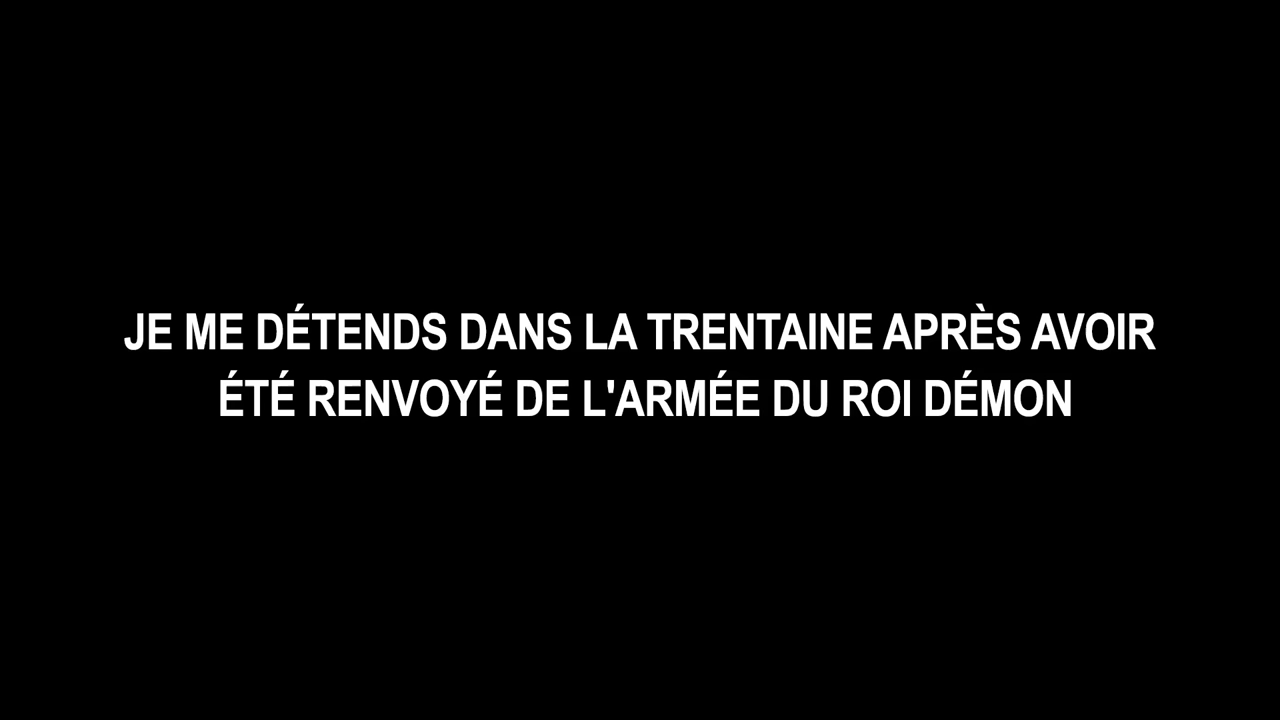 JE ME DÉTENDS DANS LA TRENTAINE APRÈS AVOIR
ÉTÉ RENVOYÉ DE L'ARMÉE DU ROI DÉMON